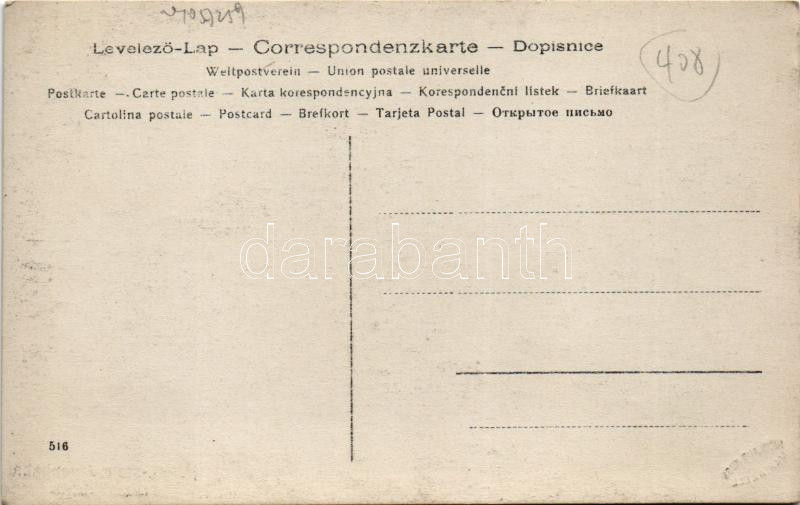 Levelező-Lap — Correspondenzkarte — Dopisnice
408
Weltpostverein — Union postale universelle
Postkarte — Carte postale — Karta korespondencyjna — Korespondenční lístek — Briefkaart
Cartolina postale — Postcard — Brefkort — Tarjeta Postal — Открытое письмо
darabanth
516